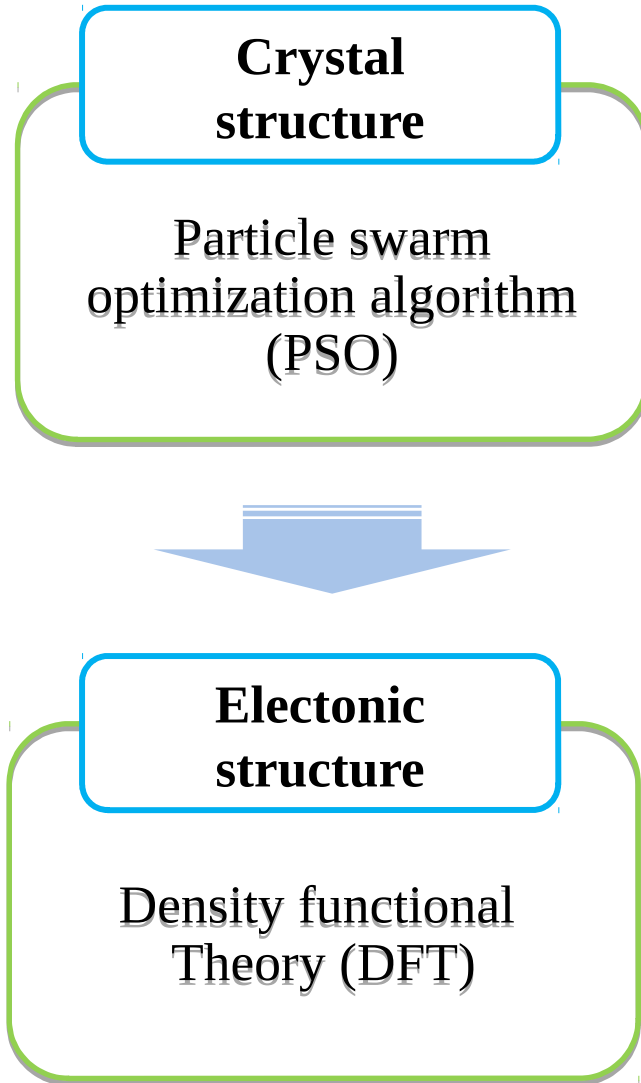 Crystal
structure
Particle swarm
optimization algorithm
(PSO)
Electonic
structure
Density functional
Theory (DFT)